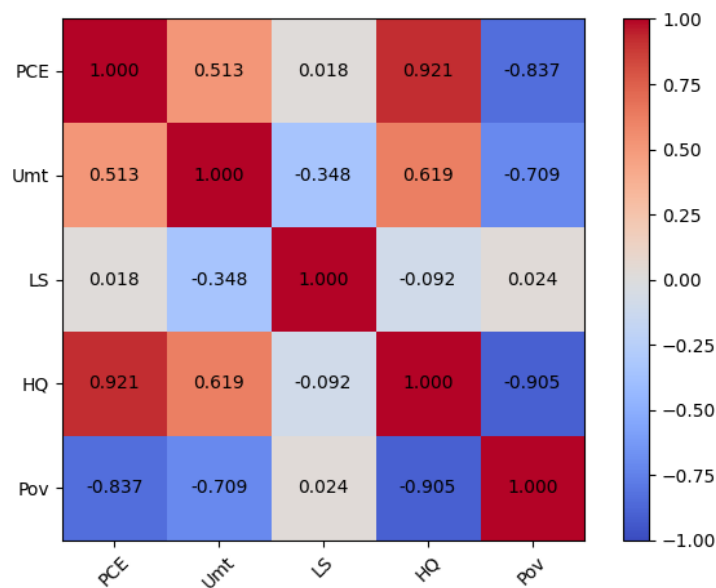 PCE 1.000 0.513 0.018 0.921 -0.837
Umt 0.513 1.000 -0.348 0.619 -0.709
LS 0.018 -0.348 1.000 -0.092 0.024
HQ 0.921 0.619 -0.092 1.000 -0.905
Pov -0.837 -0.709 0.024 -0.905 1.000
PCE Umt LS HQ Pov
1.00
0.75
0.50
0.25
0.00
−0.25
−0.50
−0.75
−1.00